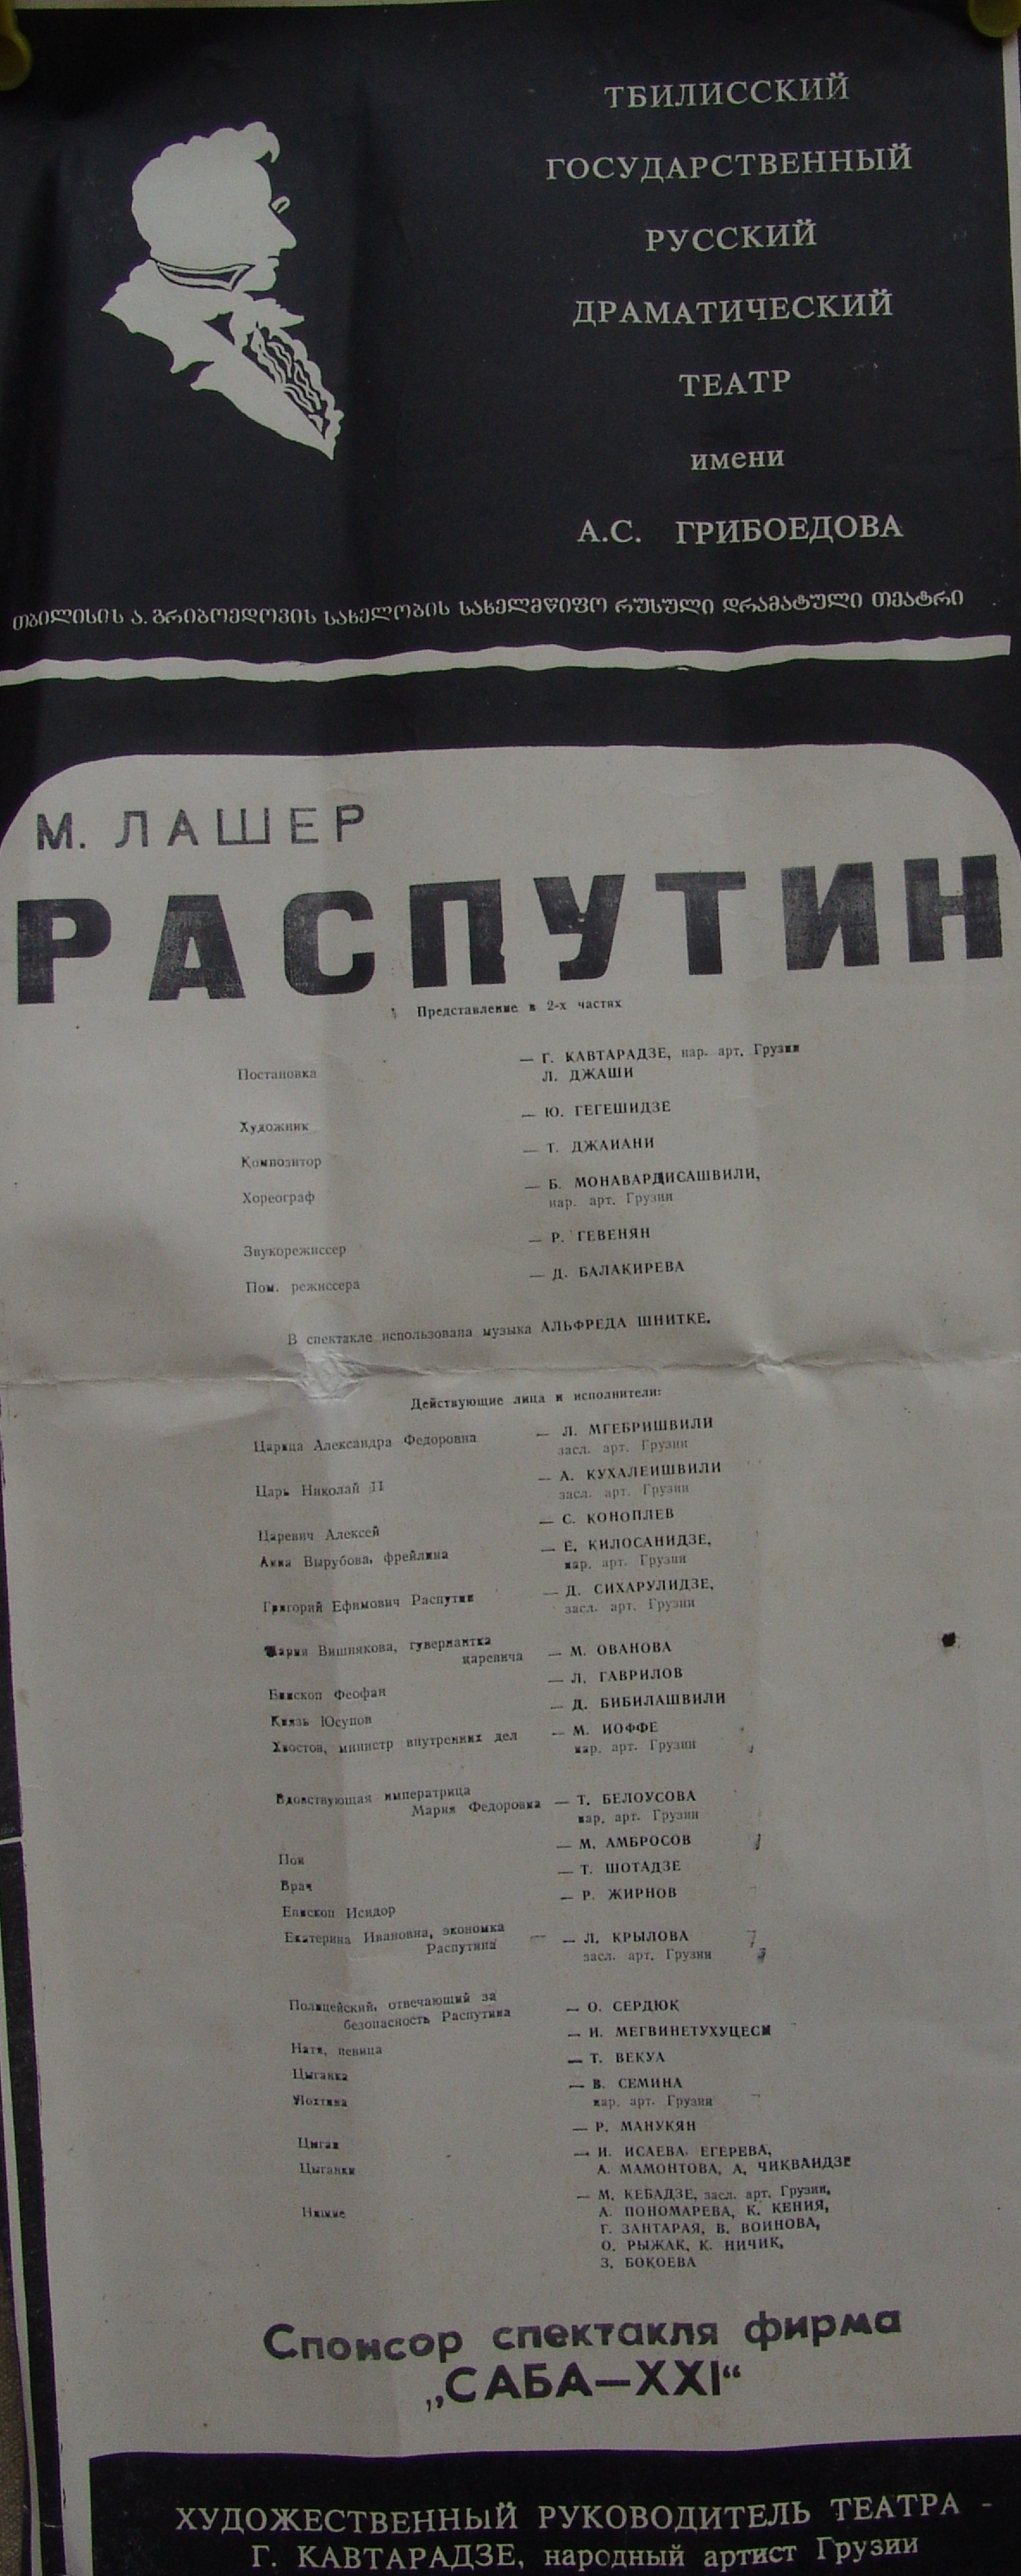 ТБИЛИССКИЙ
ГОСУДАРСТВЕННЫЙ
РУССКИЙ
ДРАМАТИЧЕСКИЙ
ТЕАТР
имени
А.С. ГРИБОЕДОВА
თბილისის ა. გრიბოედოვის სახელობის სახელმწიფო რუსული დრამატული თეატრი
М. ЛАШЕР
РАСПУТИН
Представление в 2-х частях
Постановка — Г. КАВТАРАДЗЕ, нар. арт. Грузии
Л. ДЖАШИ
Художник — Ю. ГЕГЕШИДЗЕ
Композитор — Т. ДЖАИАНИ
Хореограф — Б. МОНАВАРДИСАШВИЛИ,
нар. арт. Грузии
Звукорежиссер — Р. ГЕВЕНЯН
Пом. режиссера — Д. БАЛАКИРЕВА
В спектакле использована музыка АЛЬФРЕДА ШНИТКЕ.
Действующие лица и исполнители:
Царица Александра Федоровна — Л. МГЕБРИШВИЛИ
засл. арт. Грузии
Царь Николай II — А. КУХАЛЕИШВИЛИ
засл. арт. Грузии
Царевич Алексей — С. КОНОПЛЕВ
Анна Вырубова, фрейлина — Е. КИЛОСАНИДЗЕ,
нар. арт. Грузии
Григорий Ефимович Распутин — Д. СИХАРУЛИДЗЕ,
засл. арт. Грузии
Мария Вишнякова, гувернантка
царевича — М. ОВАНОВА
Епископ Феофан — Л. ГАВРИЛОВ
Князь Юсупов — Д. БИБИЛАШВИЛИ
Хвостов, министр внутренних дел — М. ИОФФЕ
нар. арт. Грузии
Вдовствующая императрица
Мария Федоровна — Т. БЕЛОУСОВА
нар. арт. Грузии
Поп — М. АМБРОСОВ
Врач — Т. ШОТАДЗЕ
Епископ Исидор — Р. ЖИРНОВ
Екатерина Ивановна, экономка
Распутина — Л. КРЫЛОВА
засл. арт. Грузии
Полицейский, отвечающий за
безопасность Распутина — О. СЕРДЮК
Натя, певица — И. МЕГВИНЕТУХУЦЕСИ
Цыганка — Т. ВЕКУА
Лохтина — В. СЕМИНА
нар. арт. Грузии
Цыган — Р. МАНУКЯН
Цыганки — И. ИСАЕВА. ЕГЕРЕВА,
А. МАМОНТОВА, А. ЧИКВАИДЗЕ
Нищие — М. КЕБАДЗЕ, засл. арт. Грузии,
А. ПОНОМАРЕВА, К. КЕНИЯ,
Г. ЗАНТАРАЯ, В. ВОИНОВА,
О. РЫЖАК, К. НИЧИК,
З. БОКОЕВА
Спонсор спектакля фирма
„САБА—XXI“
ХУДОЖЕСТВЕННЫЙ РУКОВОДИТЕЛЬ ТЕАТРА -
Г. КАВТАРАДЗЕ, народный артист Грузии